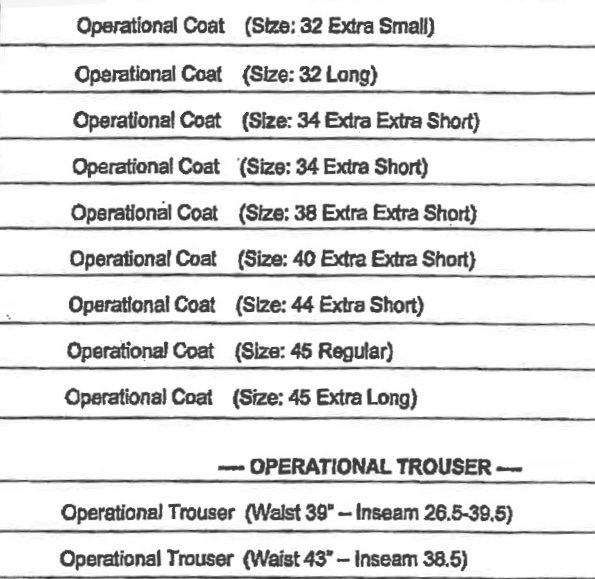 Operational Coat (Size: 32 Extra Small)
Operational Coat (Size: 32 Long)
Operational Coat (Size: 34 Extra Extra Short)
Operational Coat (Size: 34 Extra Short)
Operational Coat (Size: 38 Extra Extra Short)
Operational Coat (Size: 40 Extra Extra Short)
Operational Coat (Size: 44 Extra Short)
Operational Coat (Size: 45 Regular)
Operational Coat (Size: 45 Extra Long)
— OPERATIONAL TROUSER —
Operational Trouser (Waist 39" – Inseam 26.5-39.5)
Operational Trouser (Waist 43" – Inseam 38.5)